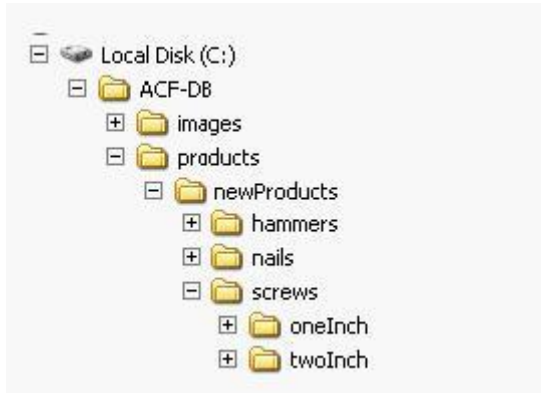 Local Disk (C:)
ACF-DB
images
products
newProducts
hammers
nails
screws
oneInch
twoInch